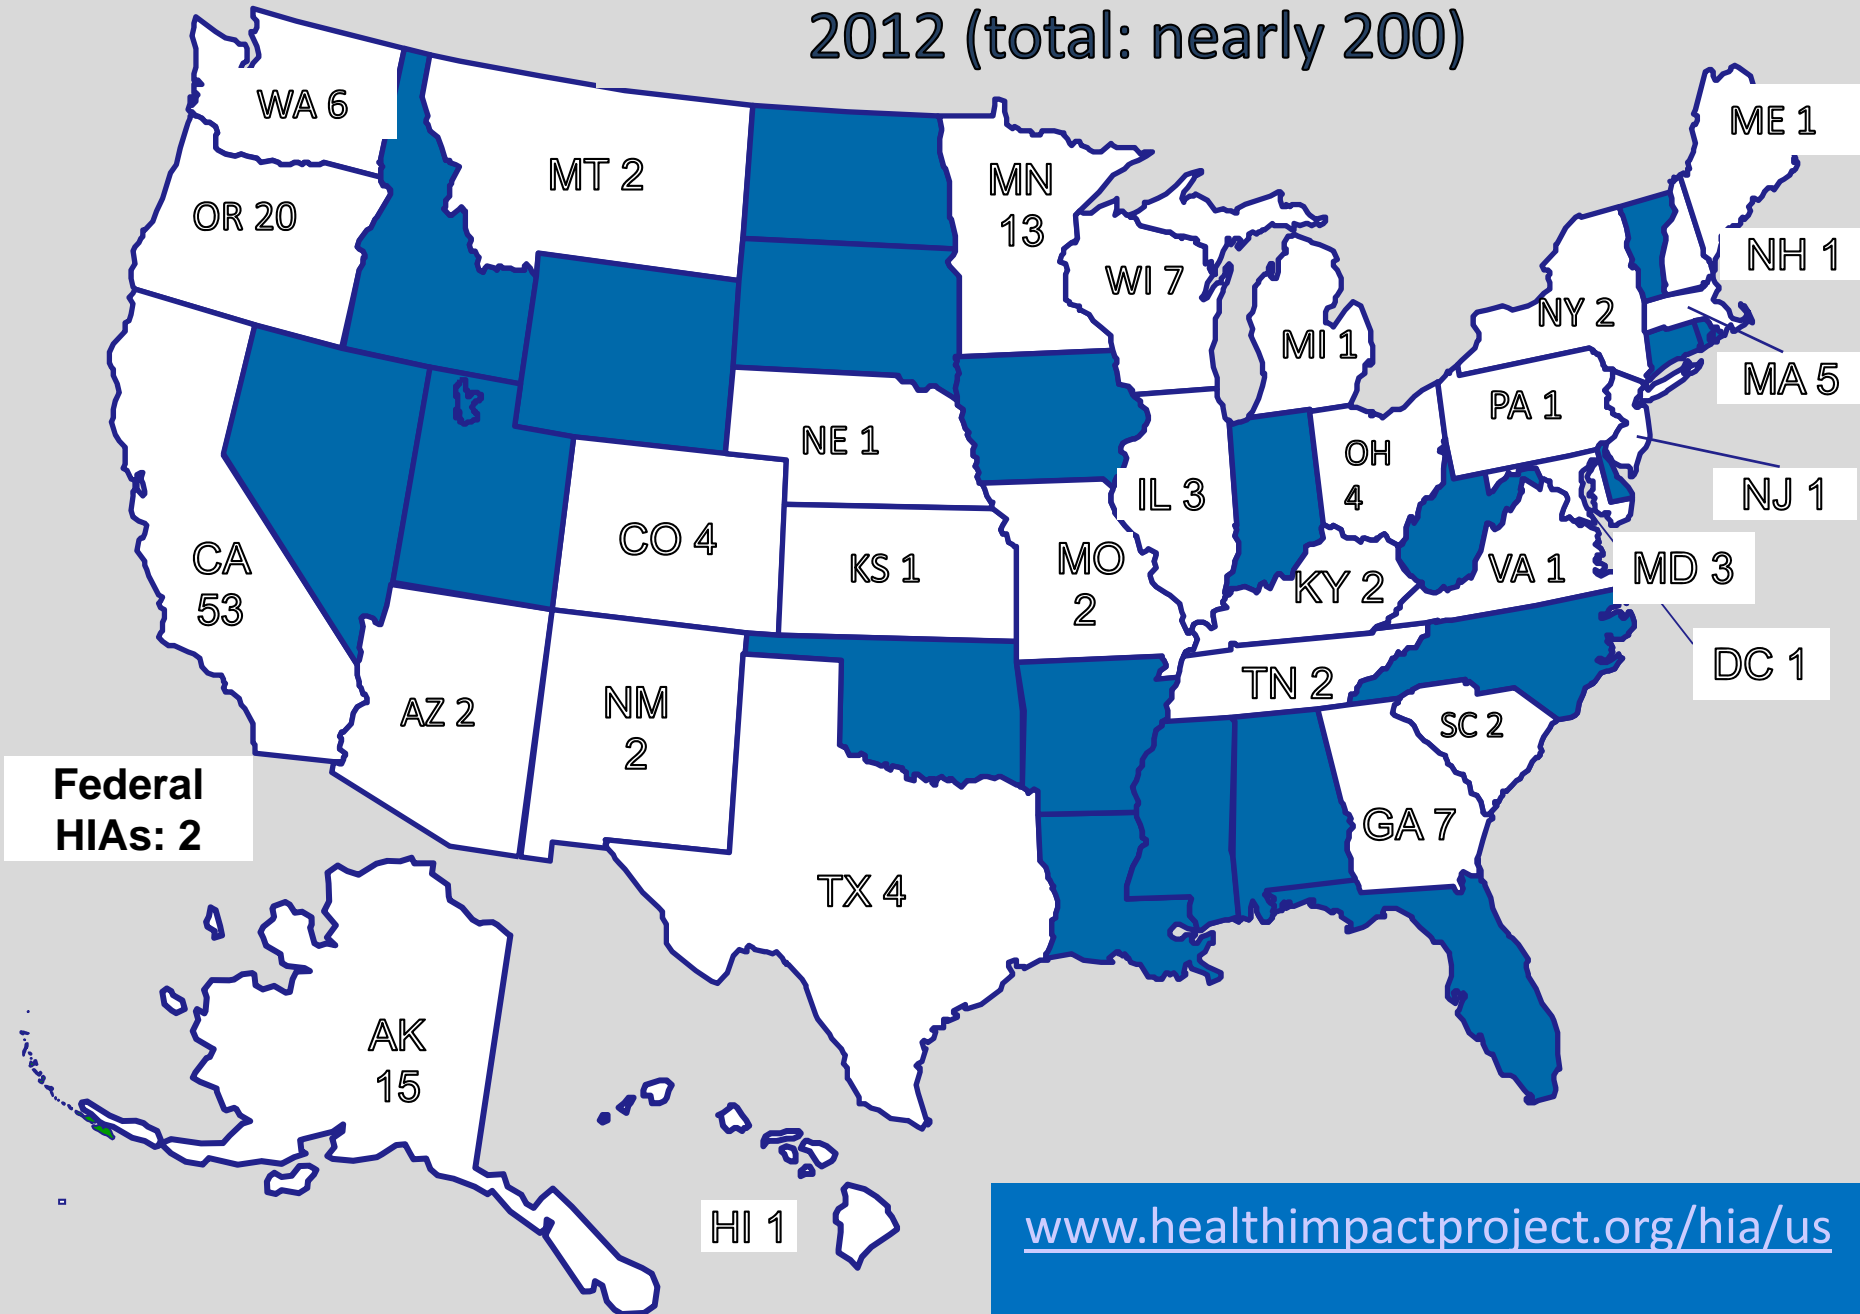 2012 (total: nearly 200)
WA 6
ME 1
MT 2
MN
13
OR 20
NH 1
WI 7
NY 2
MI 1
MA 5
PA 1
NE 1
OH
4
IL 3
NJ 1
CO 4
CA
53
KS 1
MO
2
KY 2
VA 1
MD 3
DC 1
TN 2
AZ 2
NM
2
SC 2
Federal
HIAs: 2
GA 7
TX 4
AK
15
HI 1
www.healthimpactproject.org/hia/us